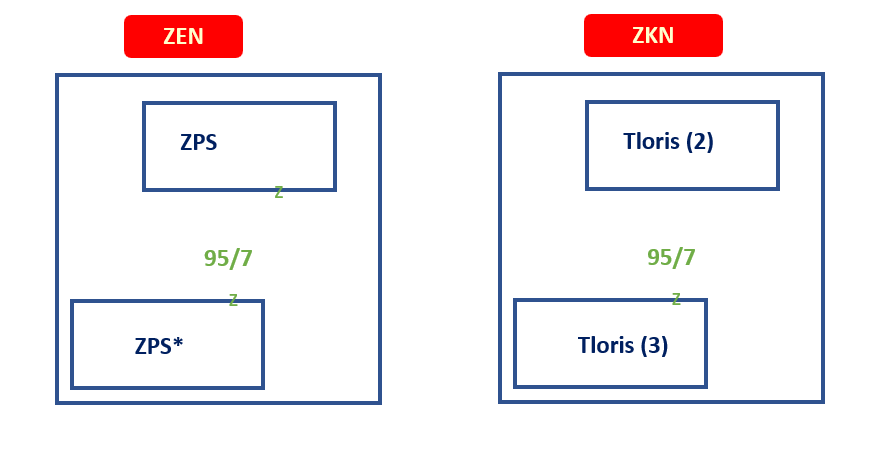 ZEN
ZPS
Z
95/7
Z
ZPS*
ZKN
Tloris (2)
95/7
Z
Tloris (3)